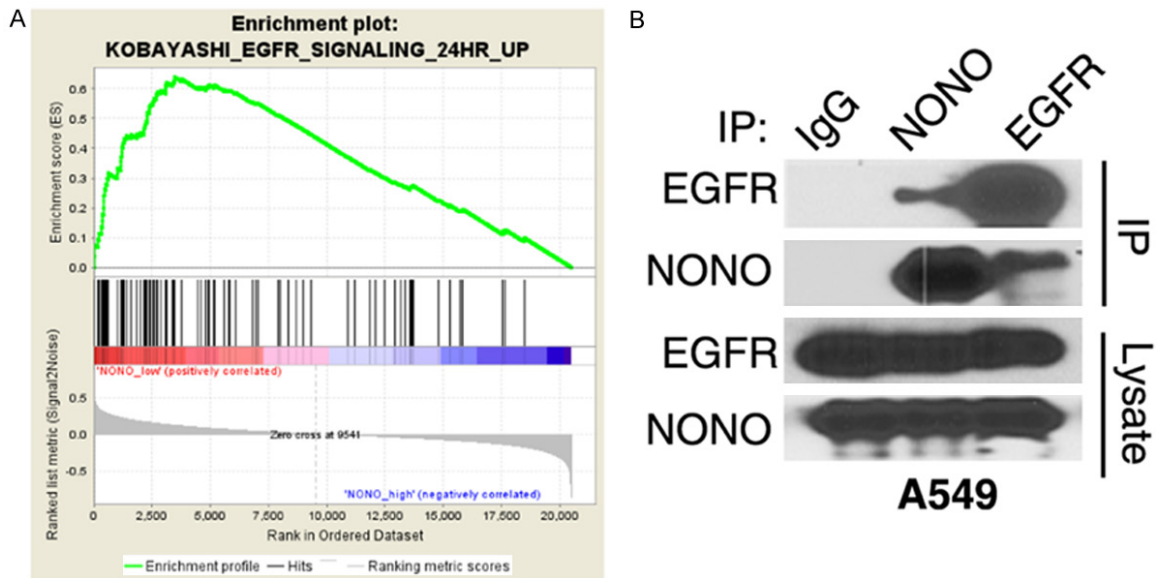 A
Enrichment plot:
KOBAYASHI_EGFR_SIGNALING_24HR_UP
Enrichment score (ES)
0.6
0.5
0.4
0.3
0.2
0.1
0.0
'NONO_low' (positively correlated)
Ranked list metric (Signal2Noise)
0.5
0.0
-0.5
Zero cross at 9541
'NONO_high' (negatively correlated)
0 2,500 5,000 7,500 10,000 12,500 15,000 17,500 20,000
Rank in Ordered Dataset
Enrichment profile Hits Ranking metric scores
B
IP: IgG NONO EGFR
EGFR
NONO
IP
EGFR
NONO
Lysate
A549